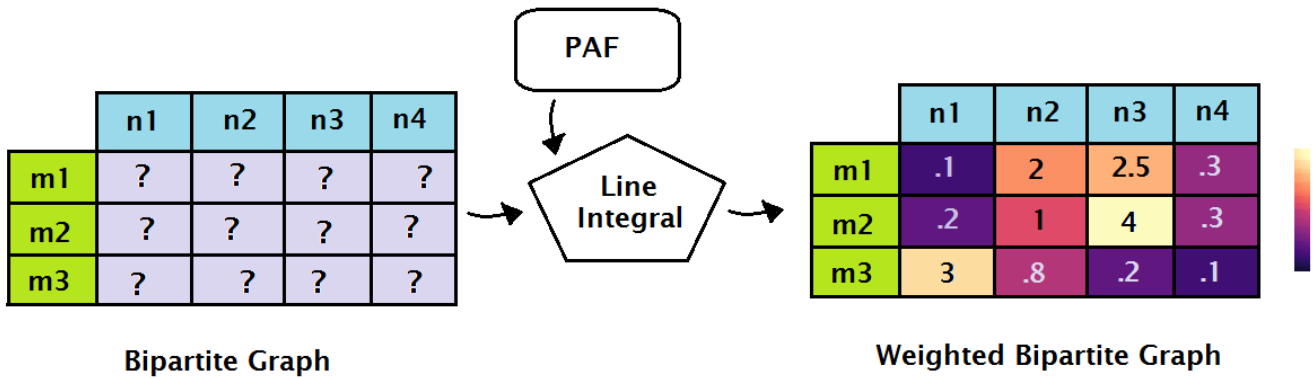 PAF
n1 n2 n3 n4
m1 ? ? ? ?
m2 ? ? ? ?
m3 ? ? ? ?
Bipartite Graph
Line
Integral
n1 n2 n3 n4
m1 .1 2 2.5 .3
m2 .2 1 4 .3
m3 3 .8 .2 .1
Weighted Bipartite Graph